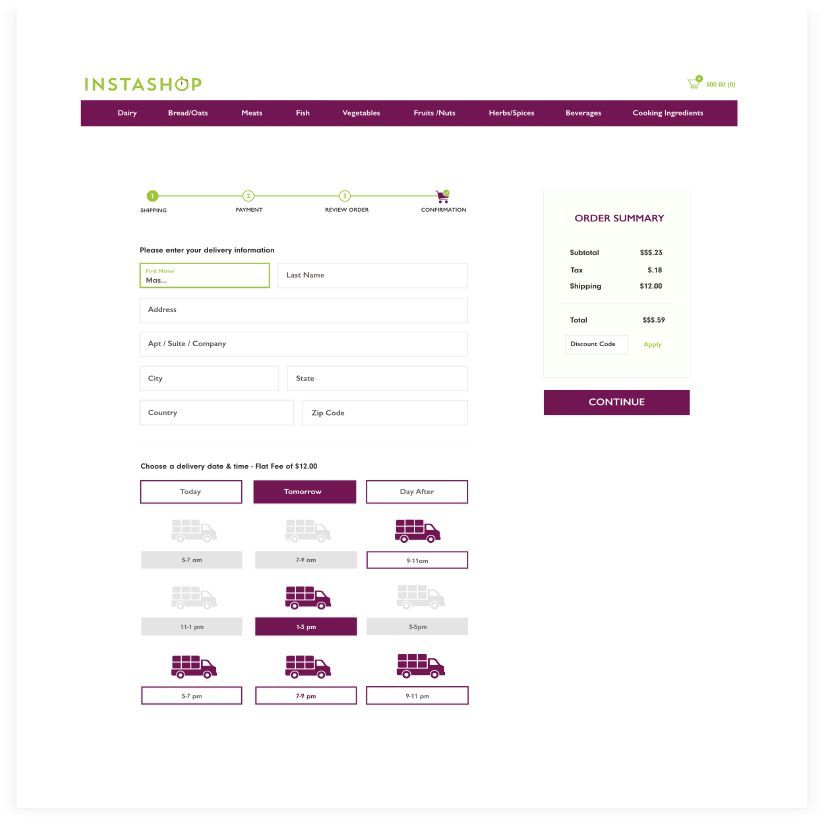 INSTASHOP
$00.00 (0)
Dairy Bread/Oats Meats Fish Vegetables Fruits /Nuts Herbs/Spices Beverages Cooking Ingredients
1 2 3
SHIPPING PAYMENT REVIEW ORDER CONFIRMATION
Please enter your delivery information
First Name
Mas...
Last Name
Address
Apt / Suite / Company
City State
Country Zip Code
Choose a delivery date & time - Flat Fee of $12.00
Today Tomorrow Day After
5-7 am 7-9 am 9-11am
11-1 pm 1-3 pm 3-5pm
5-7 pm 7-9 pm 9-11 pm
ORDER SUMMARY
Subtotal $$$.23
Tax $.18
Shipping $12.00
Total $$$.59
Discount Code Apply
CONTINUE